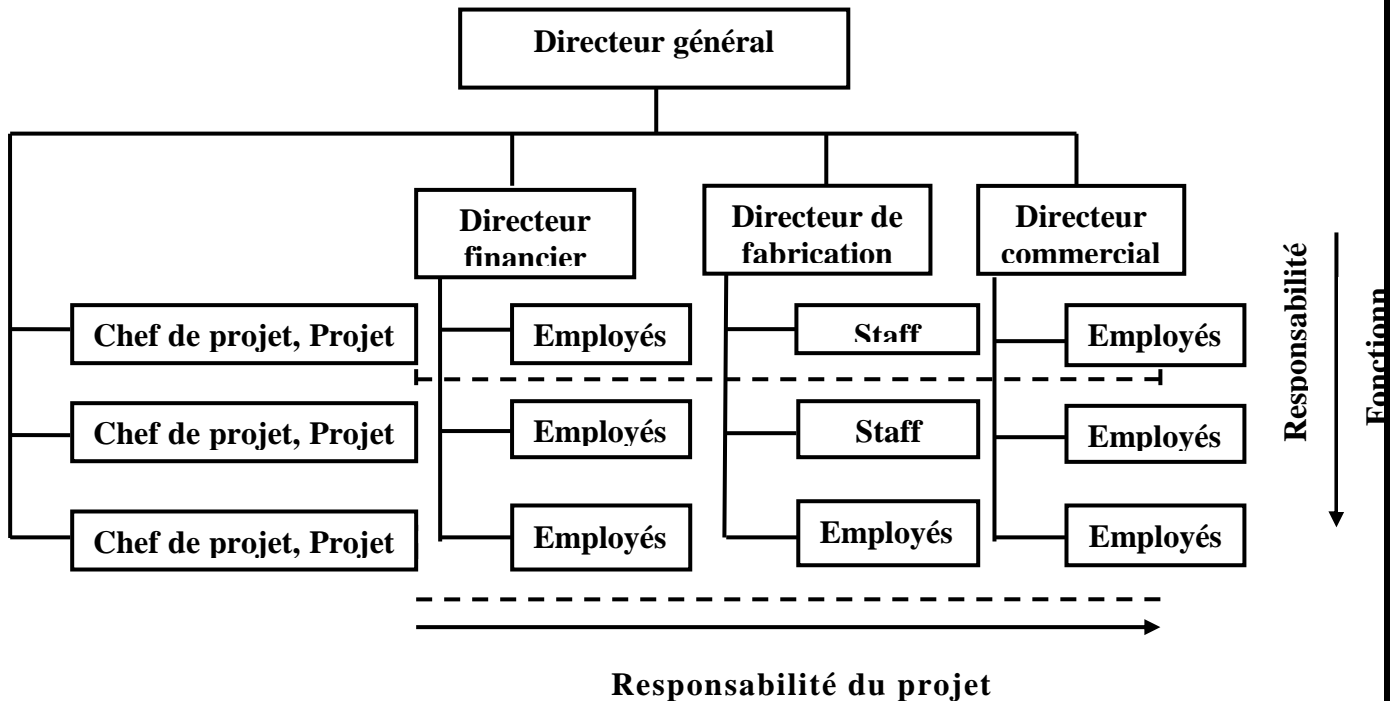 Directeur général
Directeur
financier
Directeur de
fabrication
Directeur
commercial
Chef de projet, Projet
Employés
Staff
Employés
Chef de projet, Projet
Employés
Staff
Employés
Chef de projet, Projet
Employés
Employés
Employés
Responsabilité
Fonctionn
Responsabilité du projet